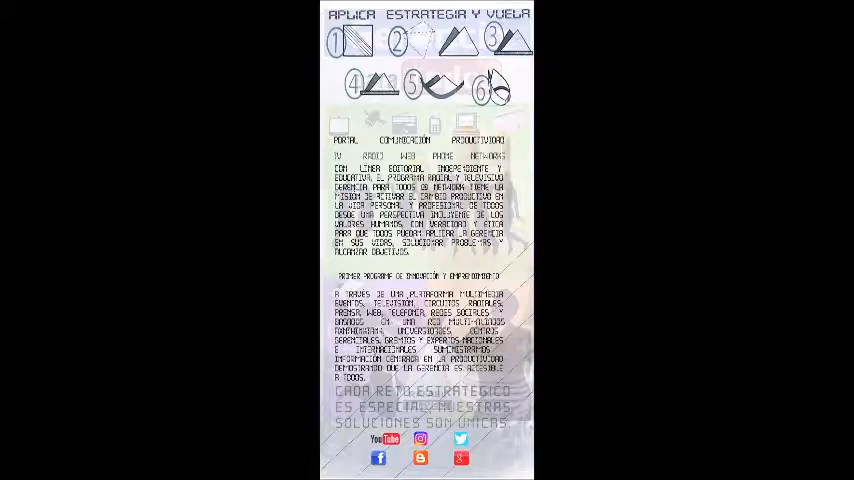 APLICA ESTRATEGIA Y VUELA
1 2 3
4 5 6
PORTAL COMUNICACIÓN PRODUCTIVIDAD
TV RADIO WEB PHONE NETWORKS
CON LÍNEA EDITORIAL INDEPENDIENTE Y
EDUCATIVA, EL PROGRAMA RADIAL Y TELEVISIVO
GERENCIA PARA TODOS @ NETWORK TIENE LA
MISIÓN DE ACTIVAR EL CAMBIO PRODUCTIVO EN
LA VIDA PERSONAL Y PROFESIONAL DE TODOS
DESDE UNA PERSPECTIVA INCLUYENTE DE LOS
VALORES HUMANOS, CON VERACIDAD Y ÉTICA
PARA QUE TODOS PUEDAN APLICAR LA GERENCIA
EN SUS VIDAS, SOLUCIONAR PROBLEMAS Y
ALCANZAR OBJETIVOS.
PRIMER PROGRAMA DE INNOVACIÓN Y EMPRENDIMIENTO
A TRAVÉS DE UNA PLATAFORMA MULTIMEDIA
EVENTOS, TELEVISIÓN, CIRCUITOS RADIALES,
PRENSA, WEB, TELEFONÍA, REDES SOCIALES Y
BASADOS EN UNA RED MULTI-ALIADOS
UNIVERSIDADES, CENTROS
GERENCIALES, GREMIOS Y EXPERTOS NACIONALES
E INTERNACIONALES SUMINISTRAMOS
INFORMACIÓN CENTRADA EN LA PRODUCTIVIDAD
DEMOSTRANDO QUE LA GERENCIA ES ACCESIBLE
A TODOS.
CADA RETO ESTRATEGICO
ES ESPECIAL, NUESTRAS
SOLUCIONES SON ÚNICAS.
YouTube